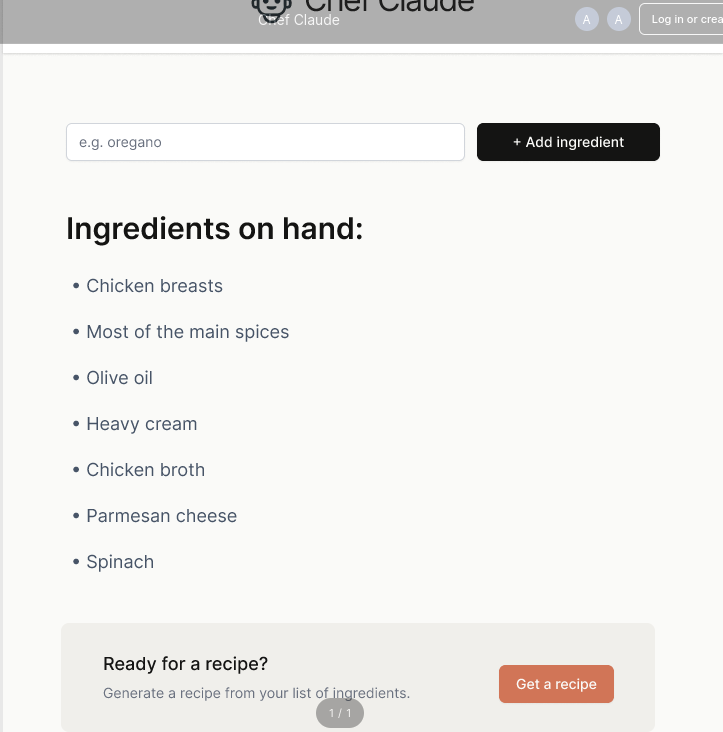 Chef Claude
Chef Claude
A
A
Log in or crea
e.g. oregano
+ Add ingredient
Ingredients on hand:
• Chicken breasts
• Most of the main spices
• Olive oil
• Heavy cream
• Chicken broth
• Parmesan cheese
• Spinach
Ready for a recipe?
Generate a recipe from your list of ingredients.
Get a recipe
1 / 1